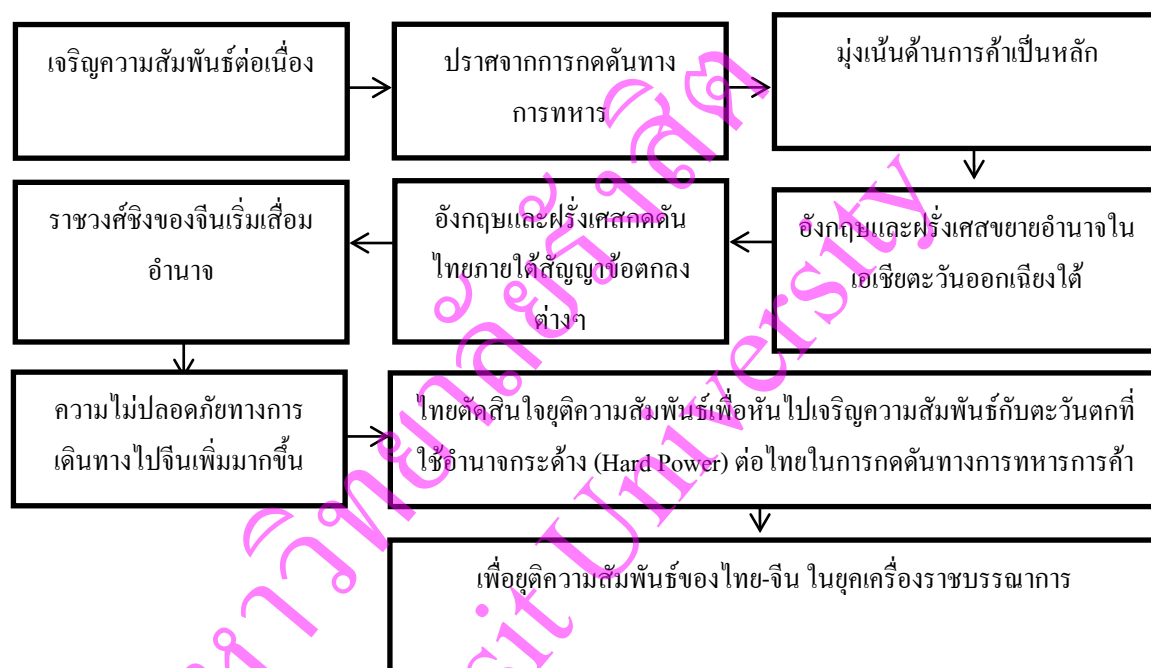 เจริญความสัมพันธ์ต่อเนื่อง
ปราศจากการกดดันทาง
การทหาร
มุ่งเน้นด้านการค้าเป็นหลัก
อังกฤษและฝรั่งเศสขยายอำนาจใน
เอเชียตะวันออกเฉียงใต้
อังกฤษและฝรั่งเศสกดดัน
ไทยภายใต้สัญญาข้อตกลง
ต่างๆ
ราชวงศ์ชิงของจีนเริ่มเสื่อม
อำนาจ
ความไม่ปลอดภัยทางการ
เดินทางไปจีนเพิ่มมากขึ้น
ไทยตัดสินใจยุติความสัมพันธ์เพื่อหันไปเจริญความสัมพันธ์กับตะวันตกที่
ใช้อำนาจกระด้าง (Hard Power) ต่อไทยในการกดดันทางการทหารการค้า
เพื่อยุติความสัมพันธ์ของไทย-จีน ในยุคเครื่องราชบรรณาการ
มหาวิทยาลัยรังสิต
University